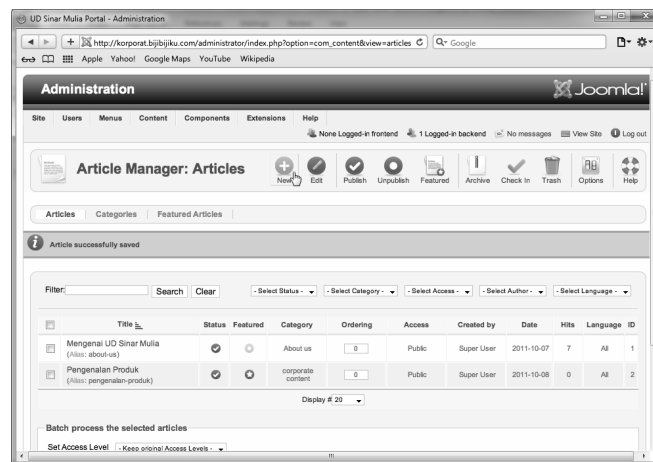 UD Sinar Mulia Portal - Administration
http://korporat.bijibijiku.com/administrator/index.php?option=com_content&view=articles
Google
Apple Yahoo! Google Maps YouTube Wikipedia
Administration
Joomla!
Site Users Menus Content Components Extensions Help
None Logged-in frontend 1 Logged-in backend No messages View Site Log out
Article Manager: Articles
New Edit Publish Unpublish Featured Archive Check In Trash Options Help
Articles Categories Featured Articles
Article successfully saved
Filter: Search Clear - Select Status - - Select Category - - Select Access - - Select Author - - Select Language -
Title Status Featured Category Ordering Access Created by Date Hits Language ID
Mengenai UD Sinar Mulia About us 0 Public Super User 2011-10-07 7 All 1
(Alias: about-us)
Pengenalan Produk corporate content 0 Public Super User 2011-10-08 0 All 2
(Alias: pengenalan-produk)
Display # 20
Batch process the selected articles
Set Access Level - Keep original Access Levels -